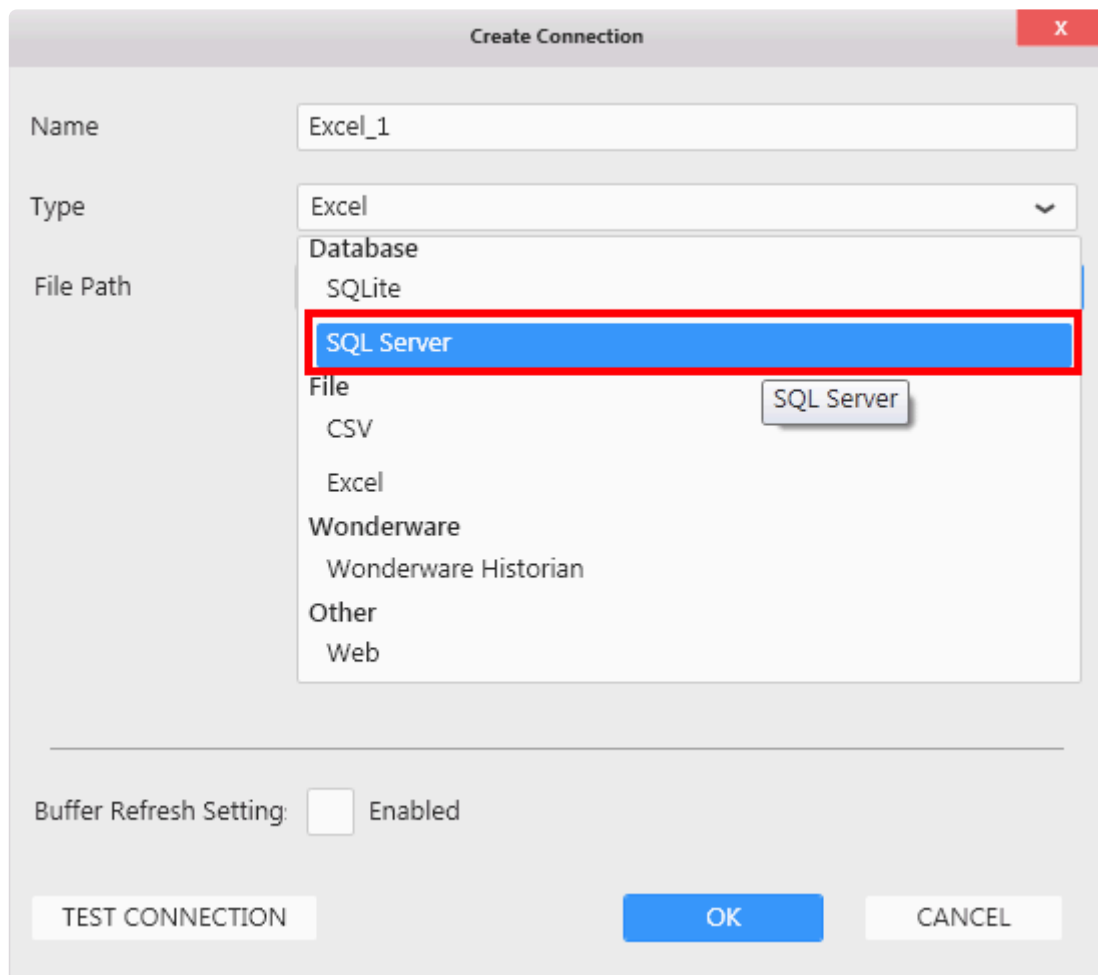 Create Connection
X
Name
Excel_1
Type
Excel
Database
File Path
SQLite
SQL Server
File
SQL Server
CSV
Excel
Wonderware
Wonderware Historian
Other
Web
Buffer Refresh Setting:
Enabled
TEST CONNECTION
OK
CANCEL